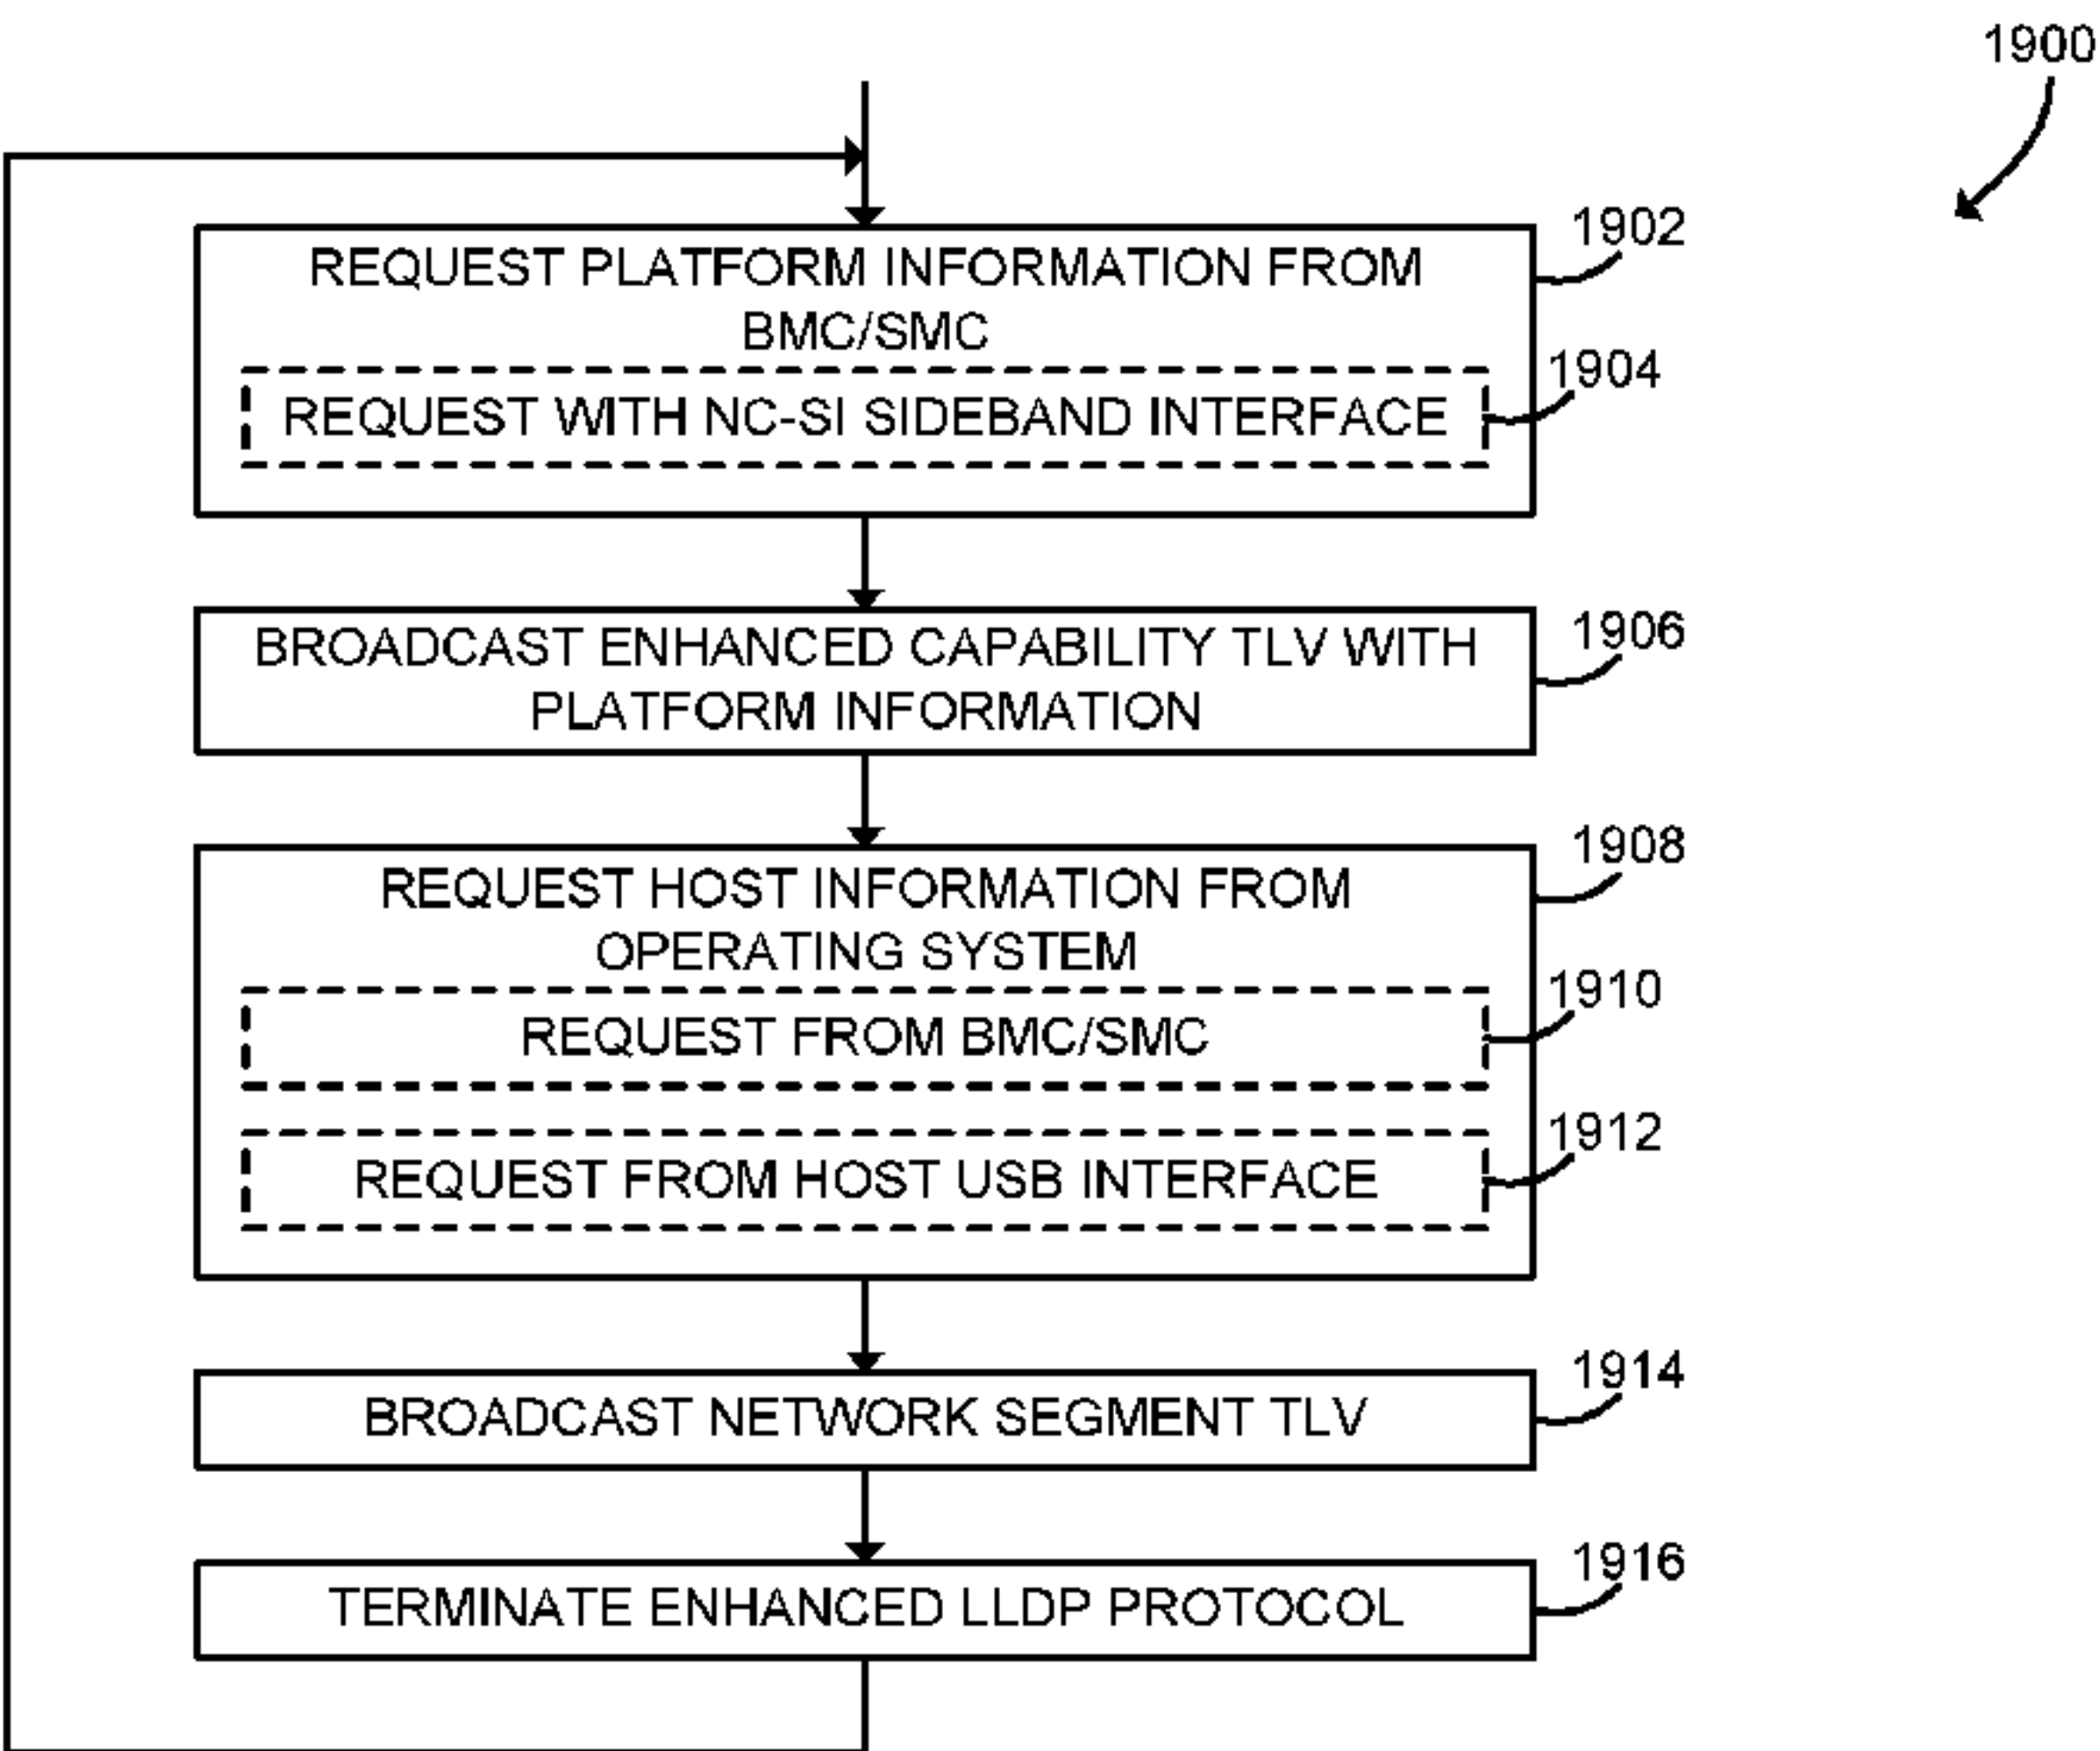 1900
1902
REQUEST PLATFORM INFORMATION FROM
BMC/SMC
1904
REQUEST WITH NC-SI SIDEBAND INTERFACE
1906
BROADCAST ENHANCED CAPABILITY TLV WITH
PLATFORM INFORMATION
1908
REQUEST HOST INFORMATION FROM
OPERATING SYSTEM
1910
REQUEST FROM BMC/SMC
1912
REQUEST FROM HOST USB INTERFACE
1914
BROADCAST NETWORK SEGMENT TLV
1916
TERMINATE ENHANCED LLDP PROTOCOL